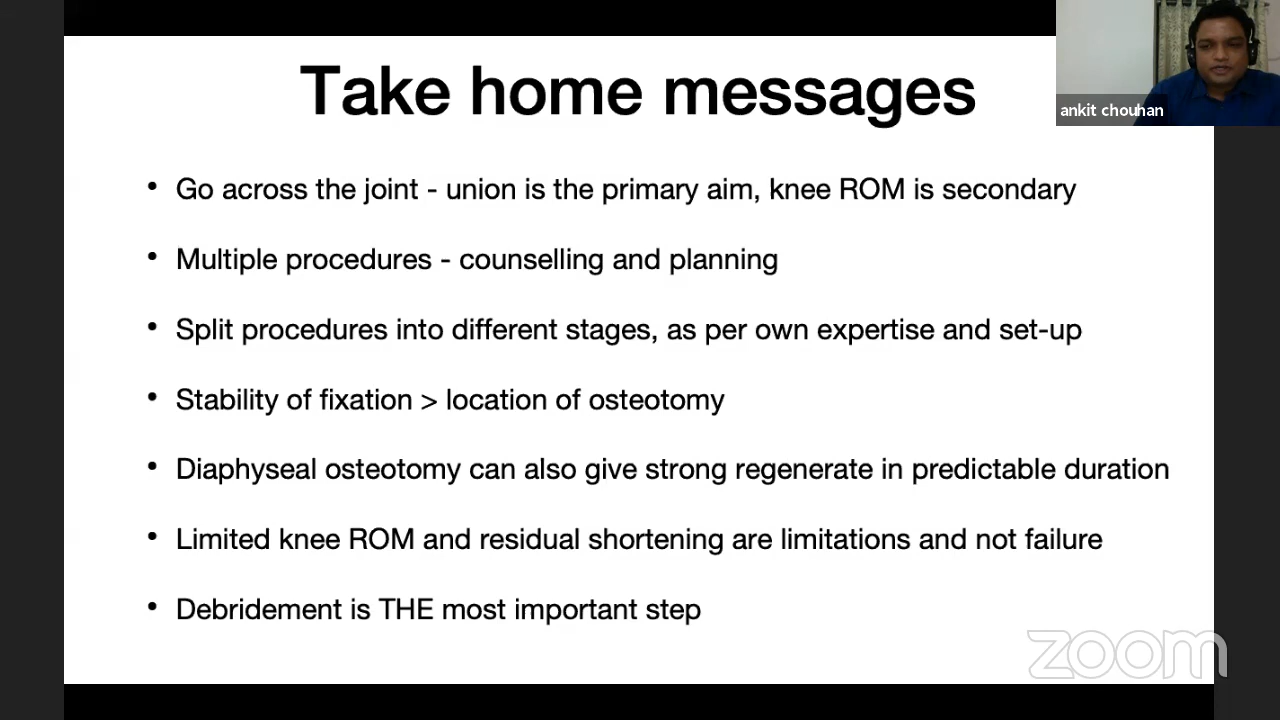 Take home messages
ankit chouhan
• Go across the joint - union is the primary aim, knee ROM is secondary
• Multiple procedures - counselling and planning
• Split procedures into different stages, as per own expertise and set-up
• Stability of fixation > location of osteotomy
• Diaphyseal osteotomy can also give strong regenerate in predictable duration
• Limited knee ROM and residual shortening are limitations and not failure
• Debridement is THE most important step
zoom